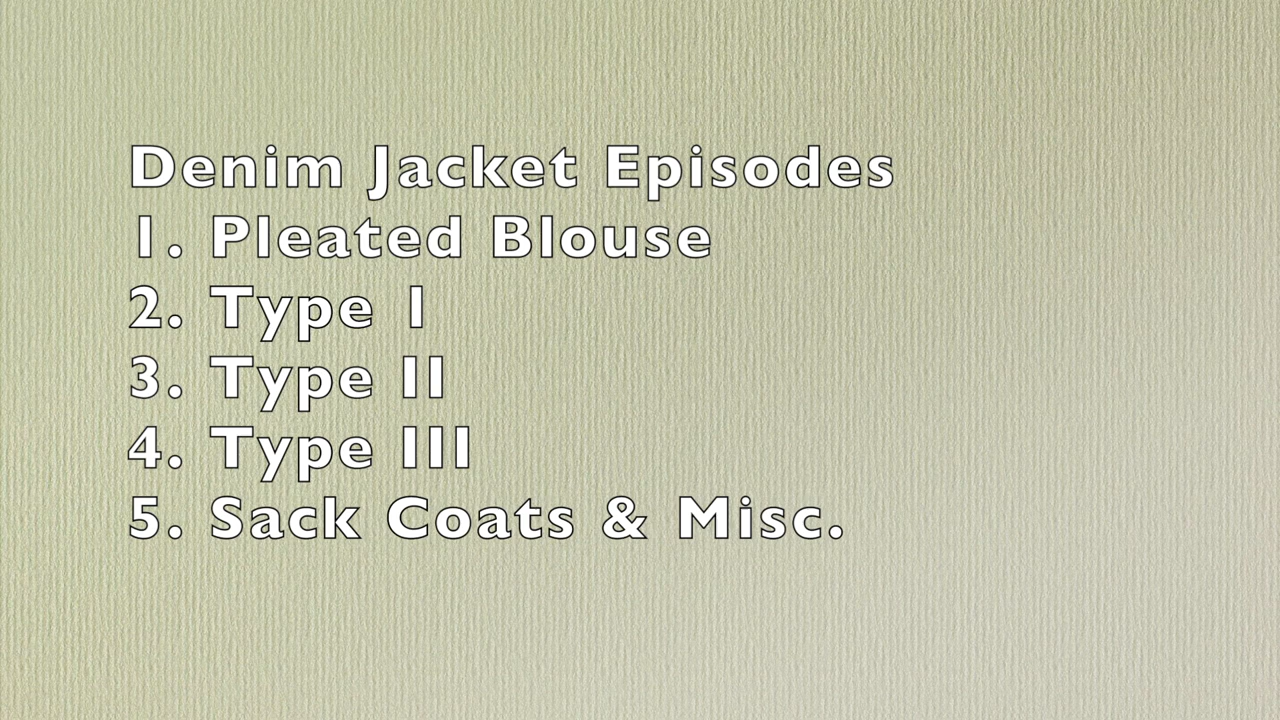 Denim Jacket Episodes
1. Pleated Blouse
2. Type I
3. Type II
4. Type III
5. Sack Coats & Misc.